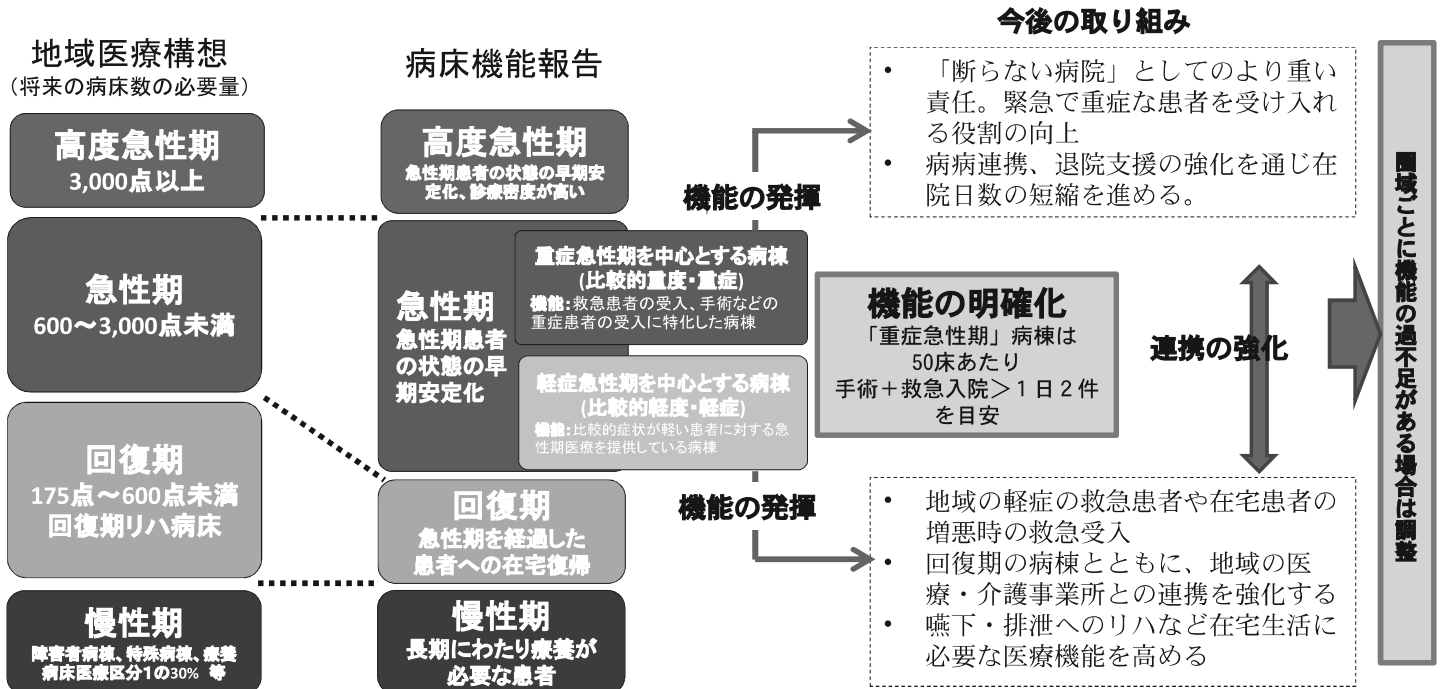 地域医療構想
（将来の病床数の必要量）
高度急性期
3,000点以上
急性期
600～3,000点未満
回復期
175点～600点未満
回復期リハ病床
慢性期
障害者病棟、特殊病棟、療養
病床医療区分1の30% 等
病床機能報告
高度急性期
急性期患者の状態の早期安
定化、診療密度が高い
急性期
急性期患者
の状態の早
期安定化
重症急性期を中心とする病棟
(比較的重度・重症)
機能：救急患者の受入、手術などの
重症患者の受入に特化した病棟
軽症急性期を中心とする病棟
(比較的軽度・軽症)
機能：比較的症状が軽い患者に対する急
性期医療を提供している病棟
回復期
急性期を経過した
患者への在宅復帰
慢性期
長期にわたり療養が
必要な患者
機能の発揮
機能の発揮
機能の明確化
「重症急性期」病棟は
50床あたり
手術＋救急入院＞１日２件
を目安
今後の取り組み
• 「断らない病院」としてのより重い
責任。緊急で重症な患者を受け入れ
る役割の向上
• 病病連携、退院支援の強化を通じ在
院日数の短縮を進める。
連携の強化
• 地域の軽症の救急患者や在宅患者の
増悪時の救急受入
• 回復期の病棟とともに、地域の医
療・介護事業所との連携を強化する
• 嚥下・排泄へのリハなど在宅生活に
必要な医療機能を高める
圏域ごとに機能の過不足がある場合は調整